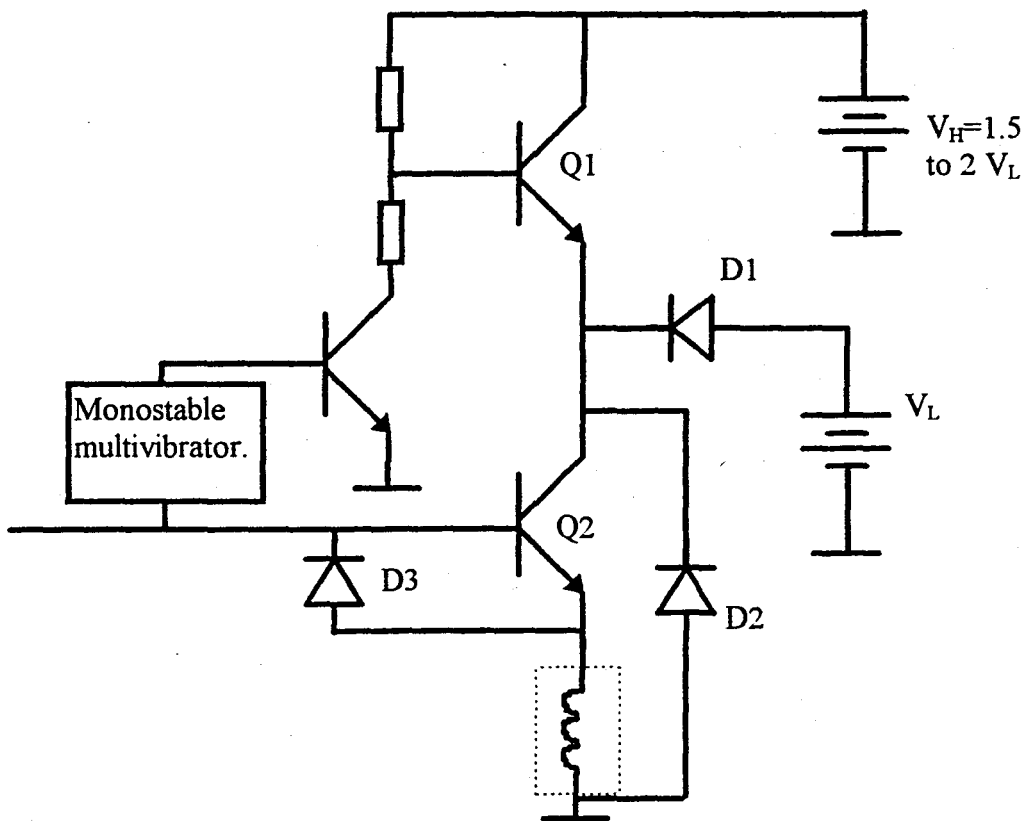 Q1
V_H=1.5
to 2 V_L
D1
Monostable
multivibrator.
V_L
Q2
D3
D2